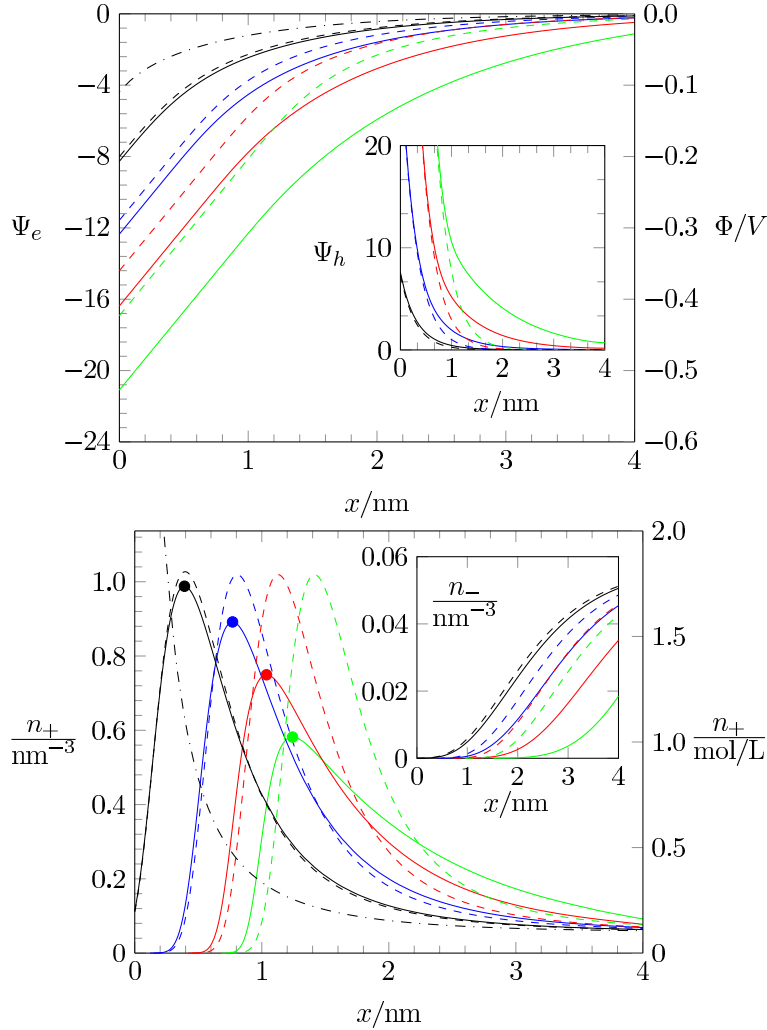 0 0.0
−4 −0.1
20
−8 −0.2
−12 Ψe Ψh 10 −0.3 Φ/V
−16 −0.4
0
0 1 2 3 4
−20 x/nm −0.5
−24 −0.6
0 1 2 3 4
x/nm
2.0
0.06
1.0 n−
nm−3
0.04
0.8 1.5
0.02
n+ 0.6 1.0 n+
nm−3 mol/L
0
0 1 2 3 4
x/nm
0.4
0.5
0.2
0 0
0 1 2 3 4
x/nm